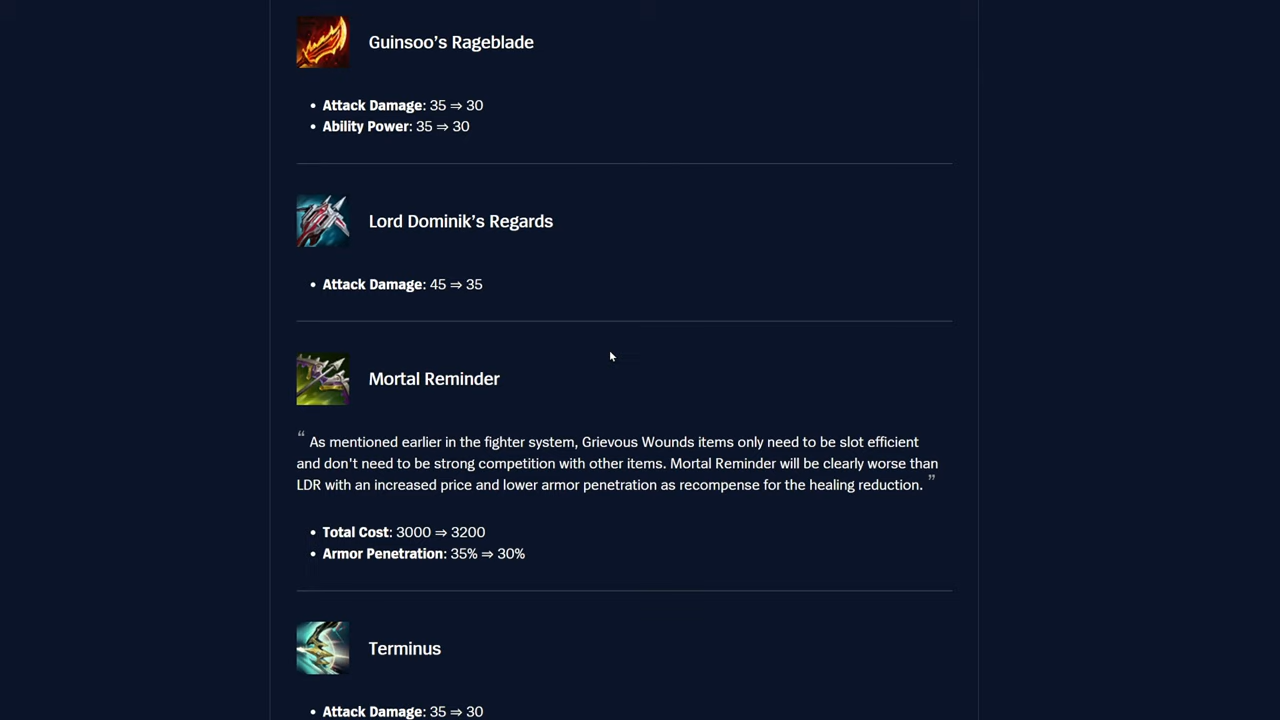 Guinsoo’s Rageblade
• Attack Damage: 35 ⇒ 30
• Ability Power: 35 ⇒ 30
Lord Dominik’s Regards
• Attack Damage: 45 ⇒ 35
Mortal Reminder
“ As mentioned earlier in the fighter system, Grievous Wounds items only need to be slot efficient
and don't need to be strong competition with other items. Mortal Reminder will be clearly worse than
LDR with an increased price and lower armor penetration as recompense for the healing reduction. ”
• Total Cost: 3000 ⇒ 3200
• Armor Penetration: 35% ⇒ 30%
Terminus
• Attack Damage: 35 ⇒ 30